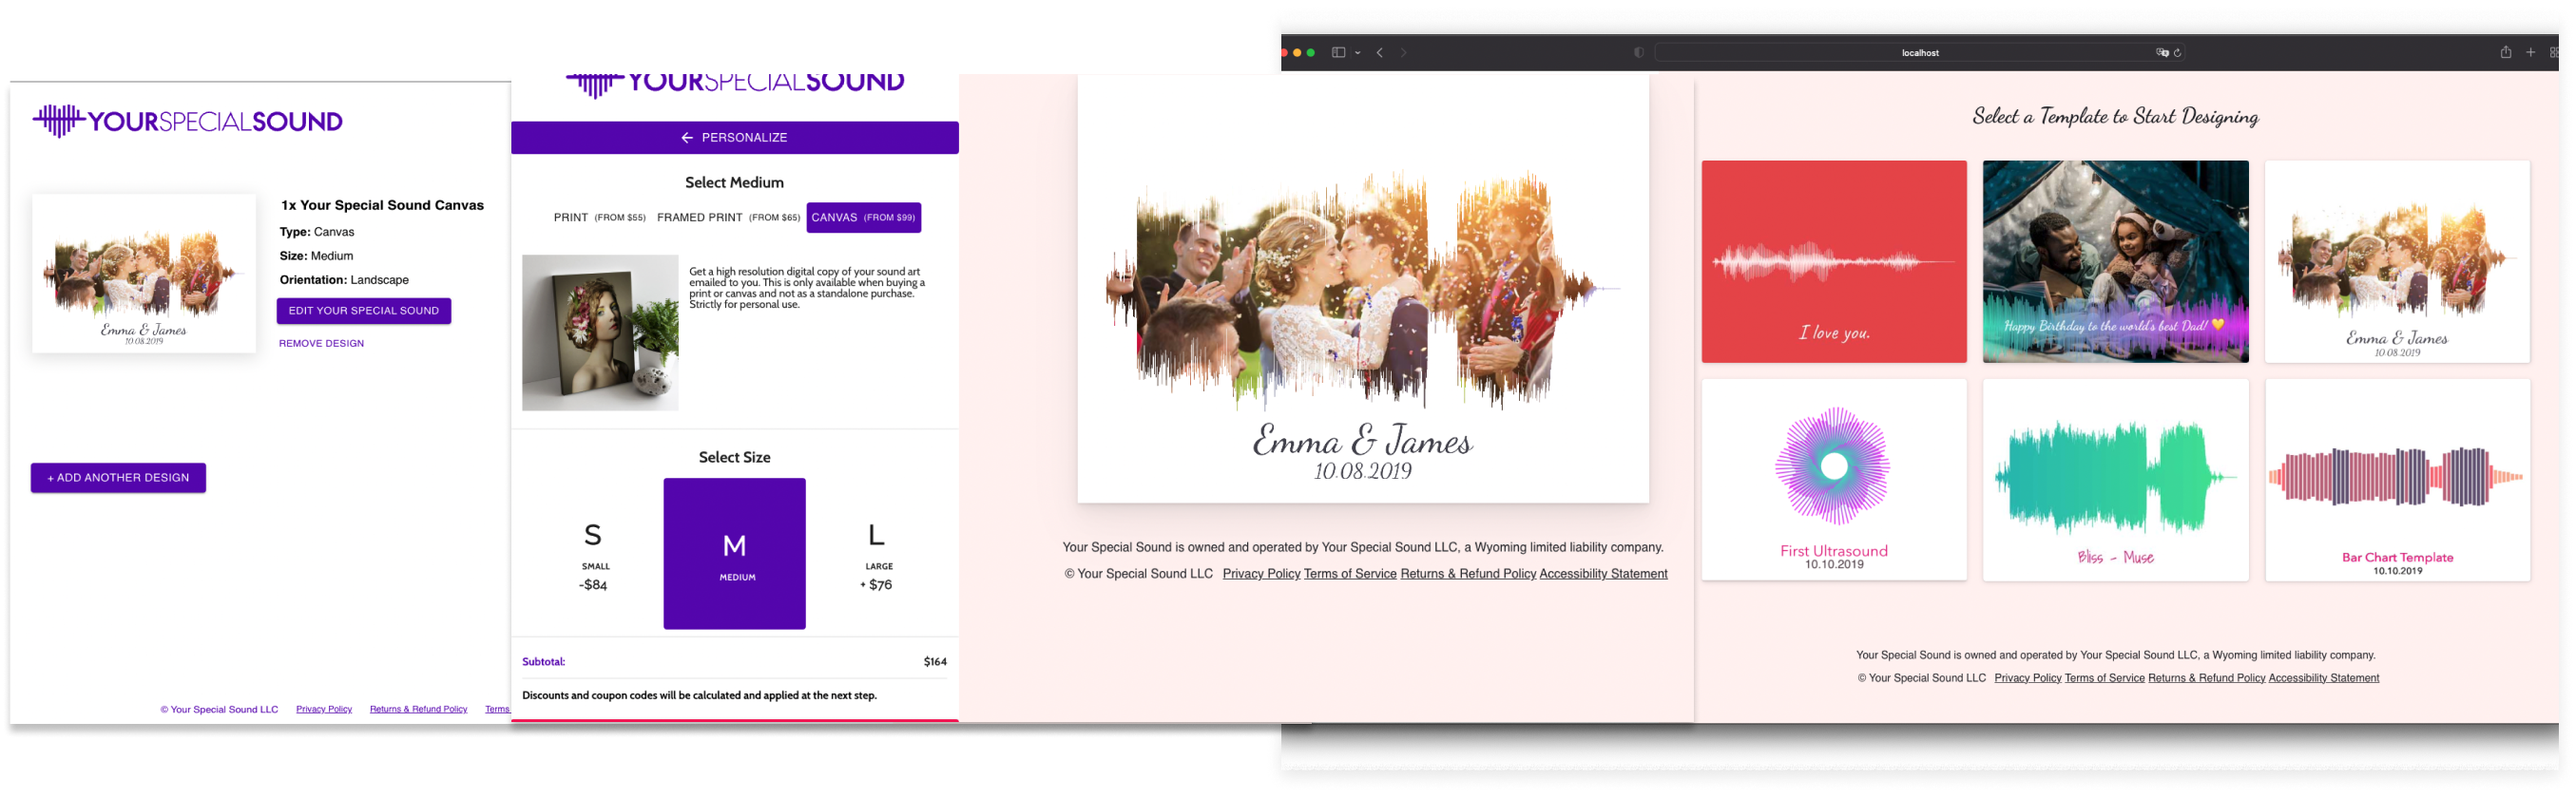 YOURSPECIALSOUND
1x Your Special Sound Canvas
Type: Canvas
Size: Medium
Orientation: Landscape
EDIT YOUR SPECIAL SOUND
REMOVE DESIGN
Emma & James
10.08.2019
+ ADD ANOTHER DESIGN
© Your Special Sound LLC Privacy Policy Returns & Refund Policy Terms
YOURSPECIALSOUND
← PERSONALIZE
Select Medium
PRINT (FROM $55) FRAMED PRINT (FROM $65) CANVAS (FROM $99)
Get a high resolution digital copy of your sound art
emailed to you. This is only available when buying a
print or canvas and not as a standalone purchase.
Strictly for personal use.
Select Size
S M L
SMALL MEDIUM LARGE
-$84 + $76
Subtotal: $164
Discounts and coupon codes will be calculated and applied at the next step.
Emma & James
10.08.2019
Your Special Sound is owned and operated by Your Special Sound LLC, a Wyoming limited liability company.
© Your Special Sound LLC Privacy Policy Terms of Service Returns & Refund Policy Accessibility Statement
localhost
Select a Template to Start Designing
I love you.
Happy Birthday to the world's best Dad! 💛
Emma & James
10.08.2019
First Ultrasound
10.10.2019
Bliss - Muse
Bar Chart Template
10.10.2019
Your Special Sound is owned and operated by Your Special Sound LLC, a Wyoming limited liability company.
© Your Special Sound LLC Privacy Policy Terms of Service Returns & Refund Policy Accessibility Statement